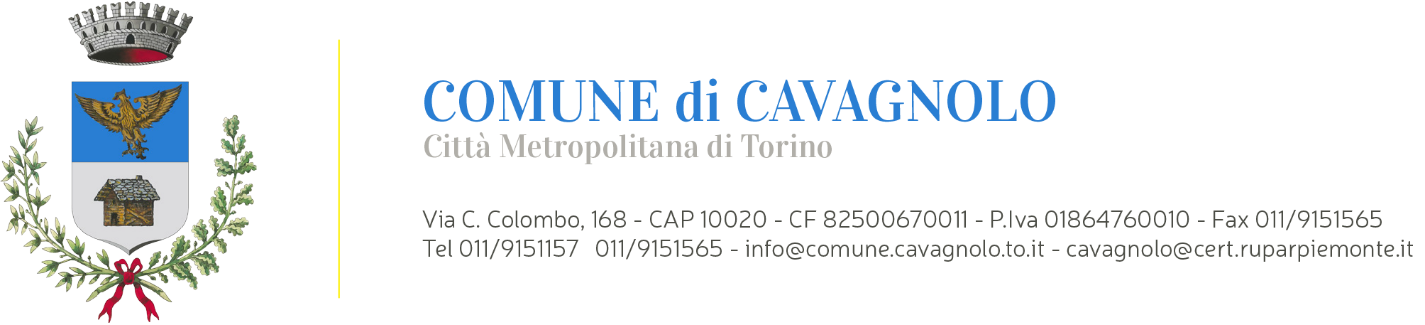 COMUNE di CAVAGNOLO
Città Metropolitana di Torino
Via C. Colombo, 168 - CAP 10020 - CF 82500670011 - P.Iva 01864760010 - Fax 011/9151565
Tel 011/9151157 011/9151565 - info@comune.cavagnolo.to.it - cavagnolo@cert.ruparpiemonte.it